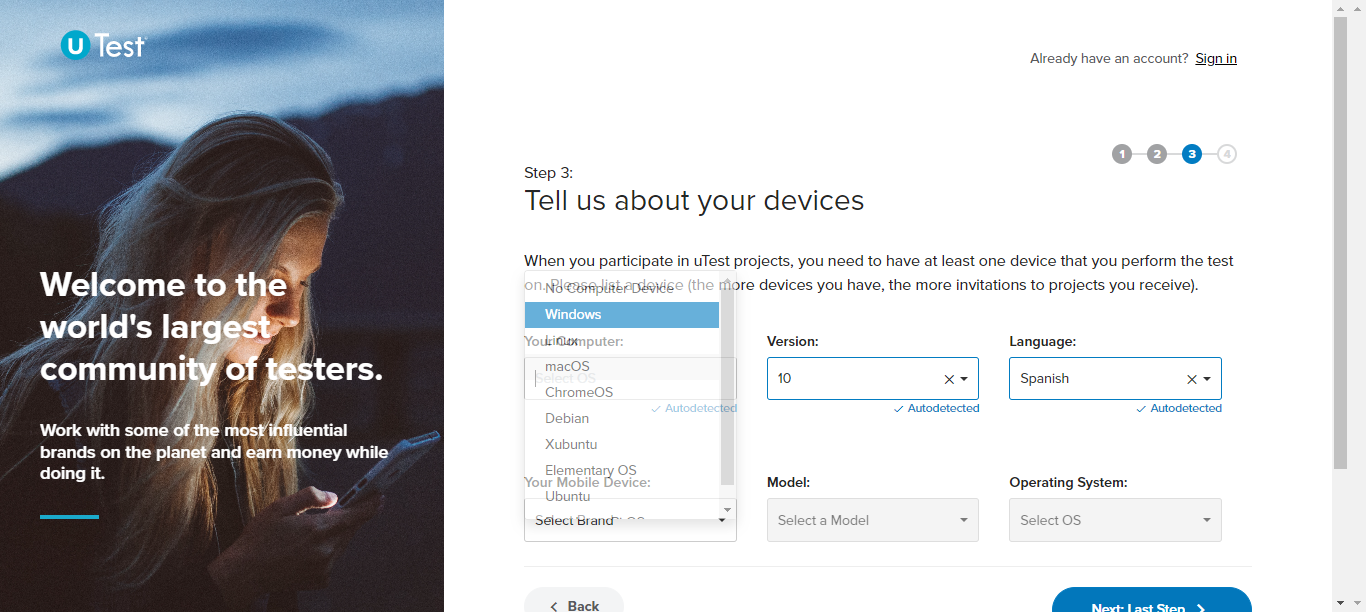 uTest
Already have an account? Sign in
1 2 3 4
Step 3:
Tell us about your devices
When you participate in uTest projects, you need to have at least one device that you perform the test
on. Please list a device (the more devices you have, the more invitations to projects you receive).
Welcome to the
world's largest
community of testers.
Work with some of the most influential
brands on the planet and earn money while
doing it.
No Computer Device
Windows
Linux
macOS
ChromeOS
Debian
Xubuntu
Elementary OS
Ubuntu
Your Computer:
Select OS
Autodetected
Version:
10
Autodetected
Language:
Spanish
Autodetected
Your Mobile Device:
Select Brand
Model:
Select a Model
Operating System:
Select OS
Back
Next: Last Step